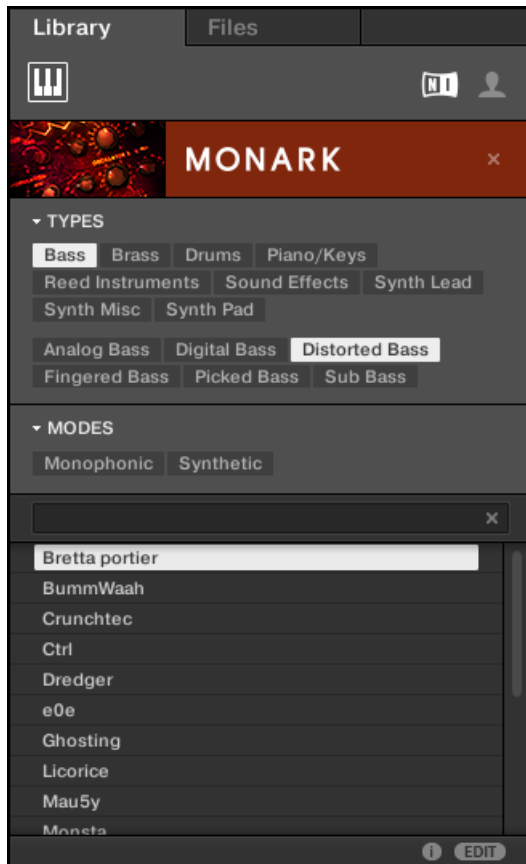 Library Files
NI
MONARK ×
TYPES
Bass Brass Drums Piano/Keys
Reed Instruments Sound Effects Synth Lead
Synth Misc Synth Pad
Analog Bass Digital Bass Distorted Bass
Fingered Bass Picked Bass Sub Bass
MODES
Monophonic Synthetic
×
Bretta portier
BummWaah
Crunchtec
Ctrl
Dredger
e0e
Ghosting
Licorice
Mau5y
Monsta
i EDIT